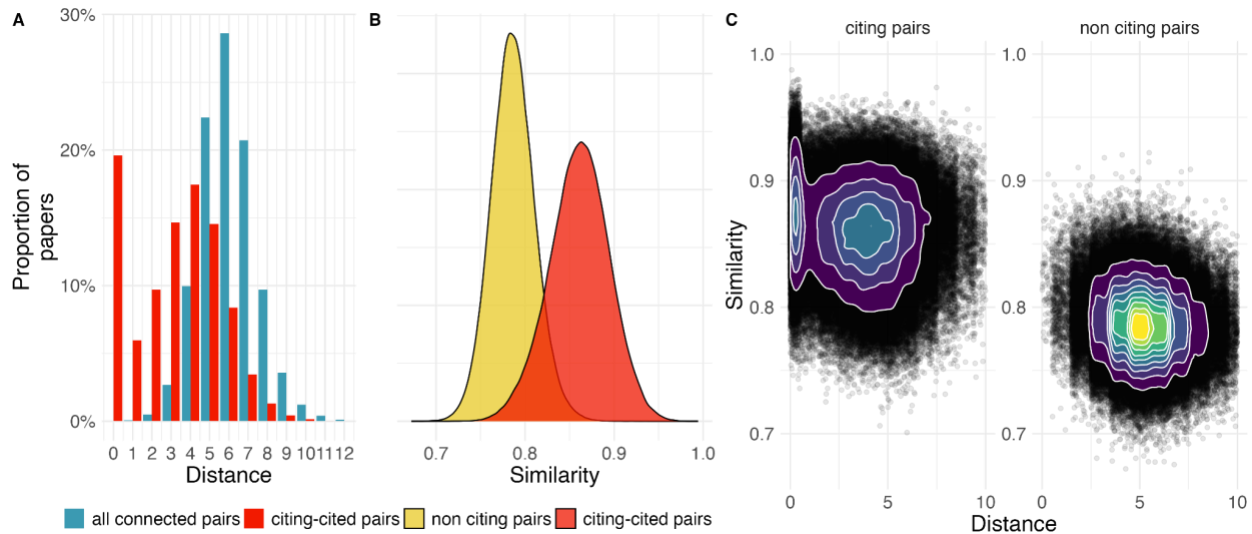 A
30%
20%
10%
0%
Proportion of
papers
0 1 2 3 4 5 6 7 8 9 10 11 12
Distance
B
0.7 0.8 0.9 1.0
Similarity
all connected pairs citing-cited pairs non citing pairs citing-cited pairs
C
citing pairs non citing pairs
1.0 1.0
0.9 0.9
0.8 0.8
0.7 0.7
Similarity
0 5 10 0 5 10
Distance